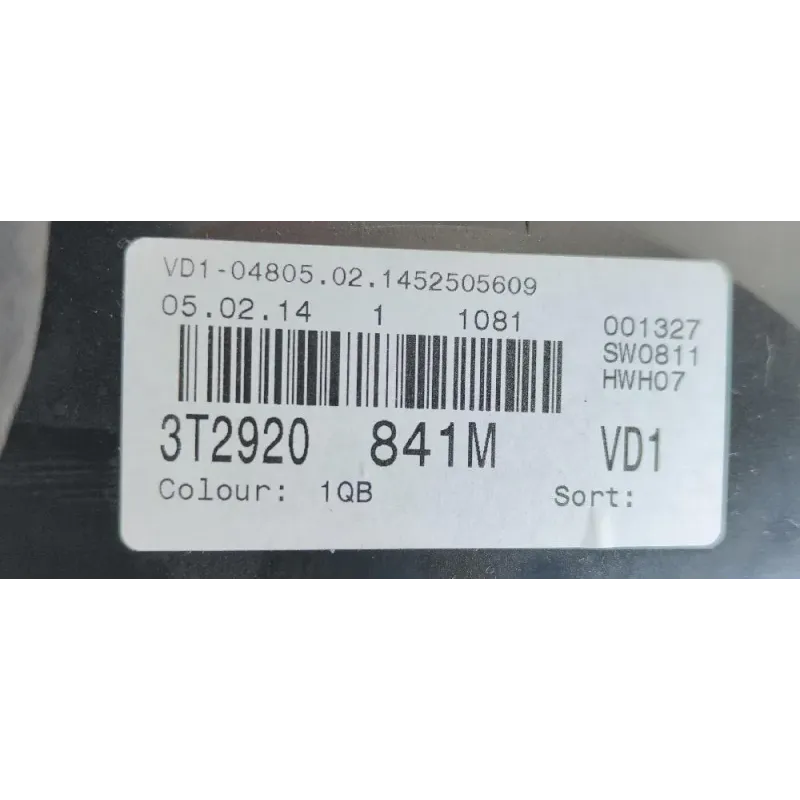 VD1-04805.02.1452505609
05.02.14 1 1081 001327
SW0811
HWH07
3T2920 841M VD1
Colour: 1QB Sort: